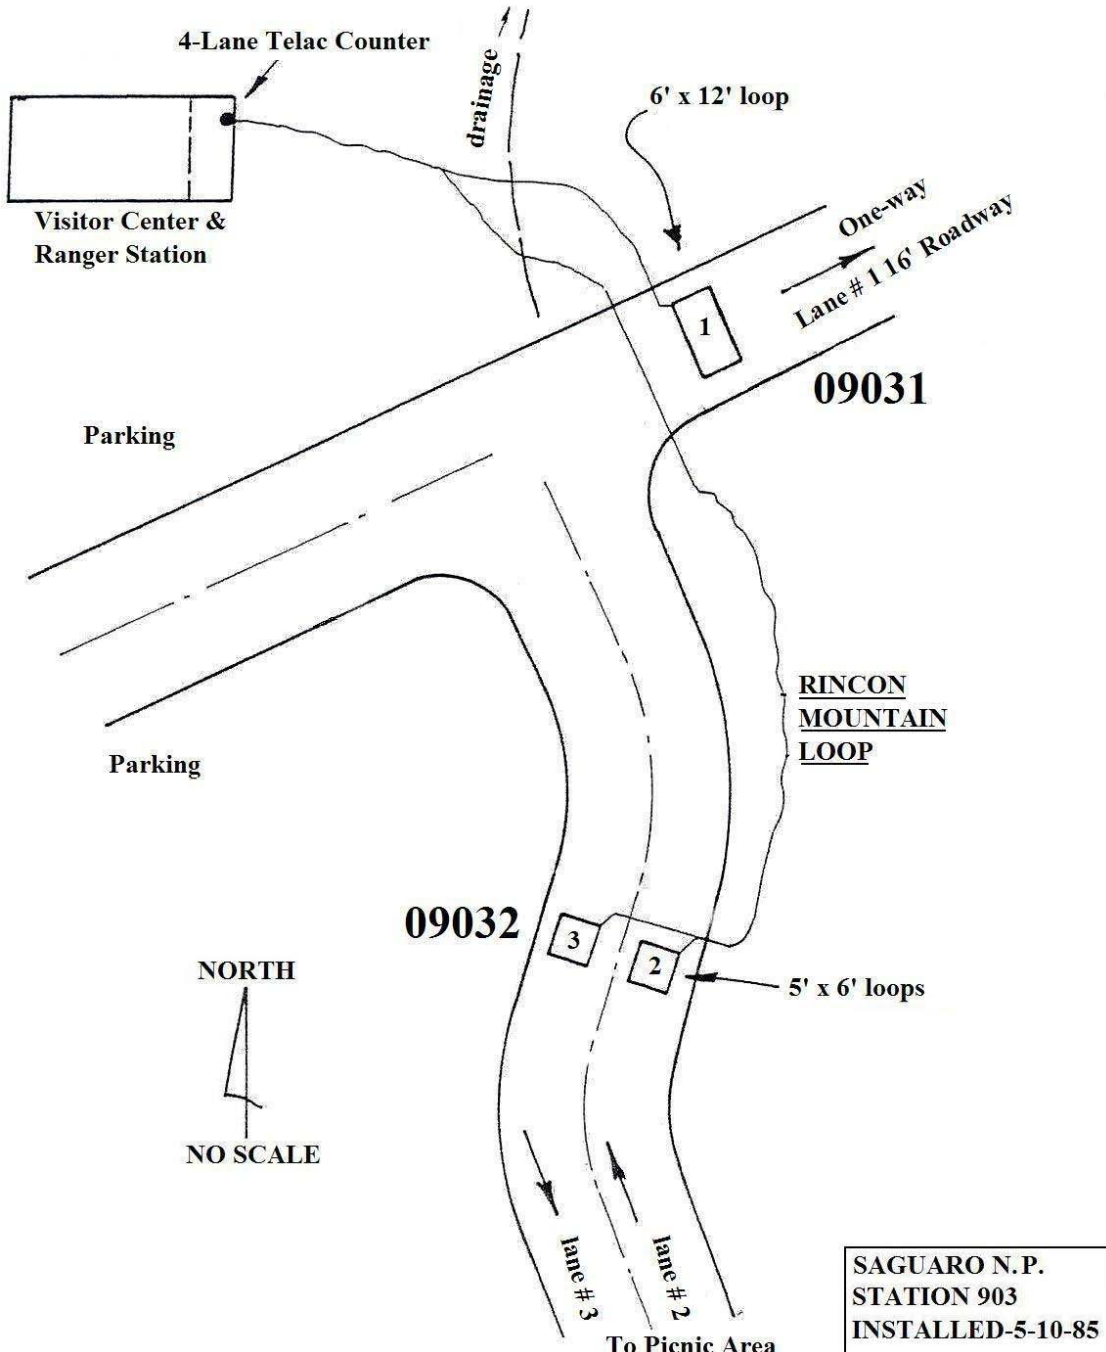 4-Lane Telac Counter
drainage
6' x 12' loop
Visitor Center &
Ranger Station
One-way
Lane # 1 16' Roadway
1
09031
Parking
RINCON
MOUNTAIN
LOOP
Parking
09032
3
2
5' x 6' loops
NORTH
NO SCALE
lane # 3
lane # 2
To Picnic Area
SAGUARO N.P.
STATION 903
INSTALLED-5-10-85